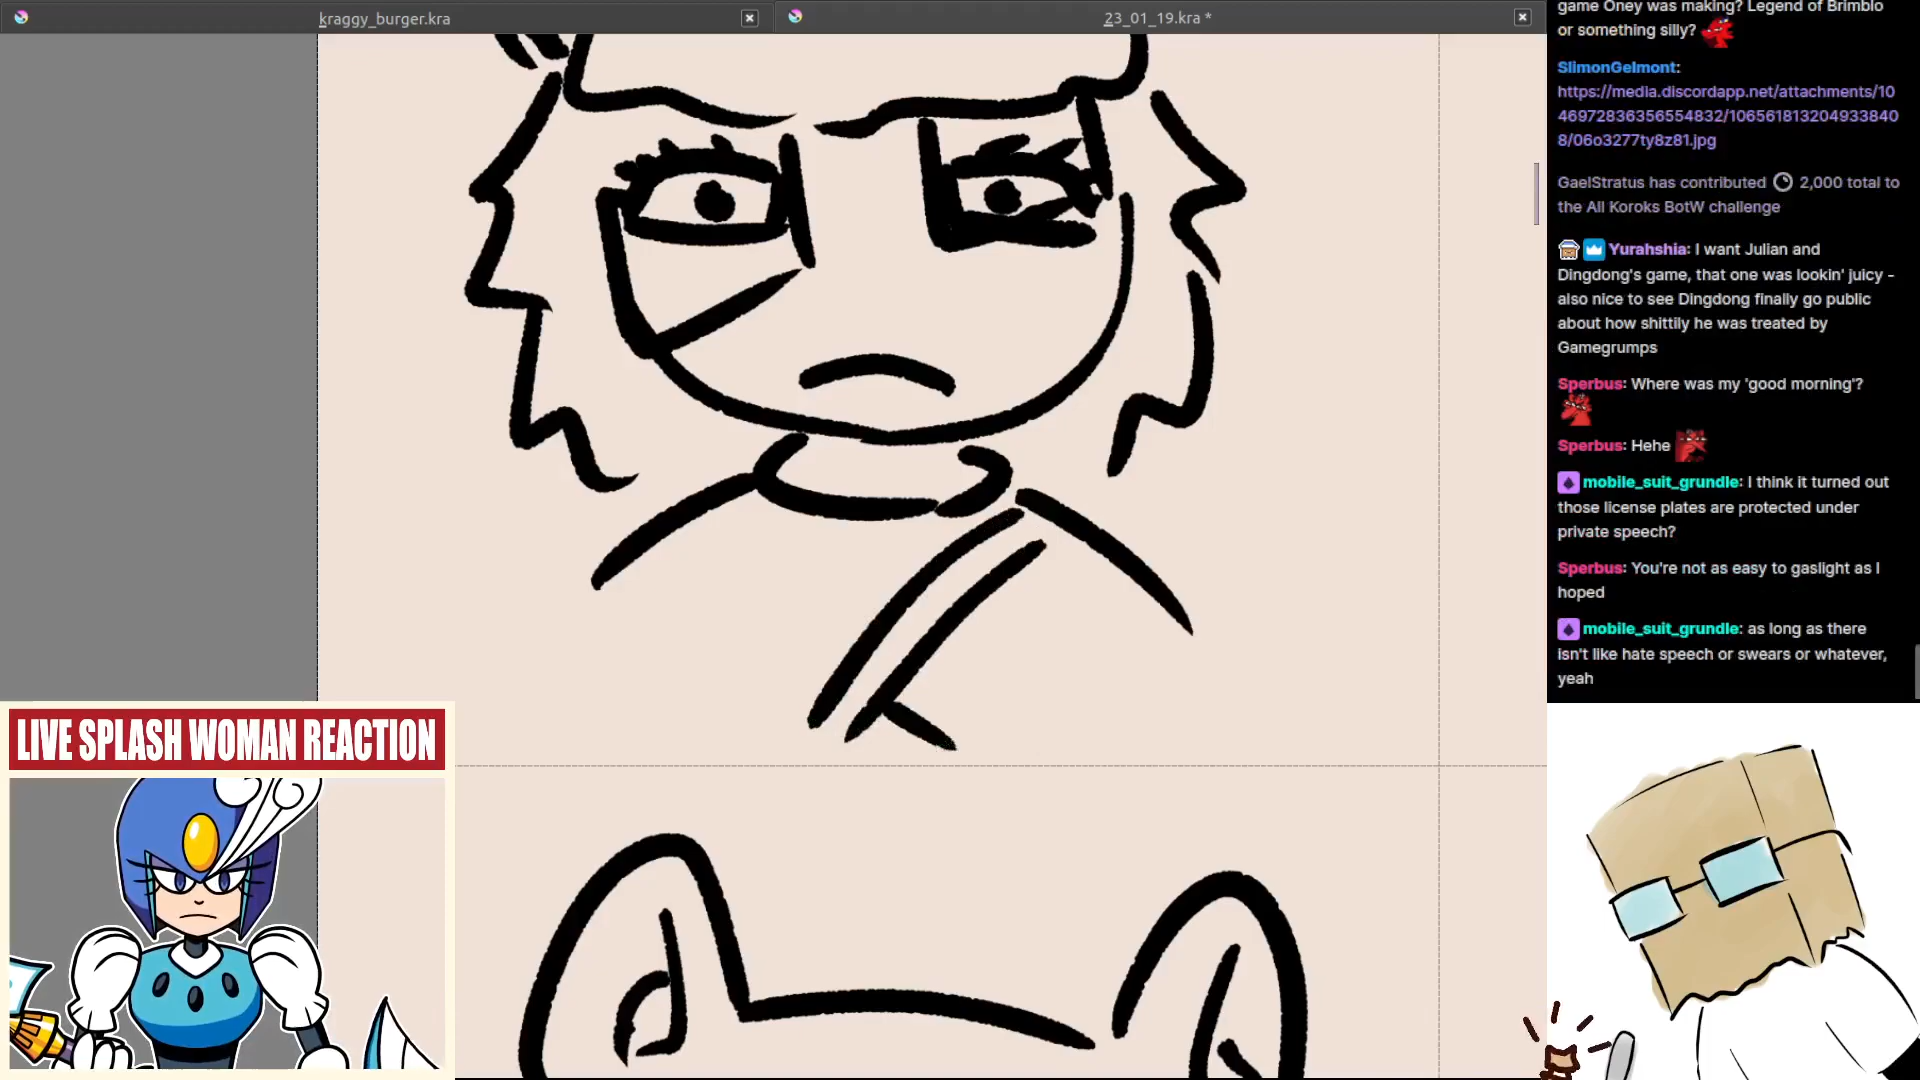 kraggy_burger.kra
23_01_19.kra *
game Oney was making? Legend of Brimblo
or something silly?
SlimonGelmont:
https://media.discordapp.net/attachments/10
46972836356554832/106561813204933840
8/06o3277ty8z81.jpg
GaelStratus has contributed 2,000 total to
the All Koroks BotW challenge
Yurahshia: I want Julian and
Dingdong's game, that one was lookin' juicy -
also nice to see Dingdong finally go public
about how shittily he was treated by
Gamegrumps
Sperbus: Where was my 'good morning'?
Sperbus: Hehe
mobile_suit_grundle: I think it turned out
those license plates are protected under
private speech?
Sperbus: You're not as easy to gaslight as I
hoped
mobile_suit_grundle: as long as there
isn't like hate speech or swears or whatever,
yeah
LIVE SPLASH WOMAN REACTION